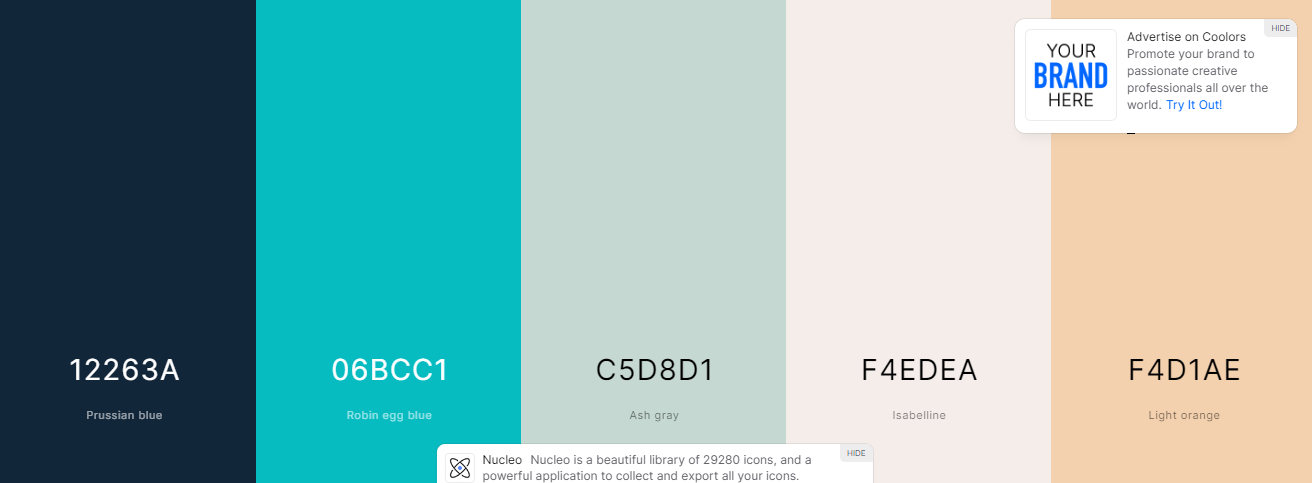 HIDE
YOUR
BRAND
HERE
Advertise on Coolors
Promote your brand to
passionate creative
professionals all over the
world. Try It Out!
12263A
Prussian blue
06BCC1
Robin egg blue
C5D8D1
Ash gray
F4EDEA
Isabelline
F4D1AE
Light orange
HIDE
Nucleo Nucleo is a beautiful library of 29280 icons, and a
powerful application to collect and export all your icons.